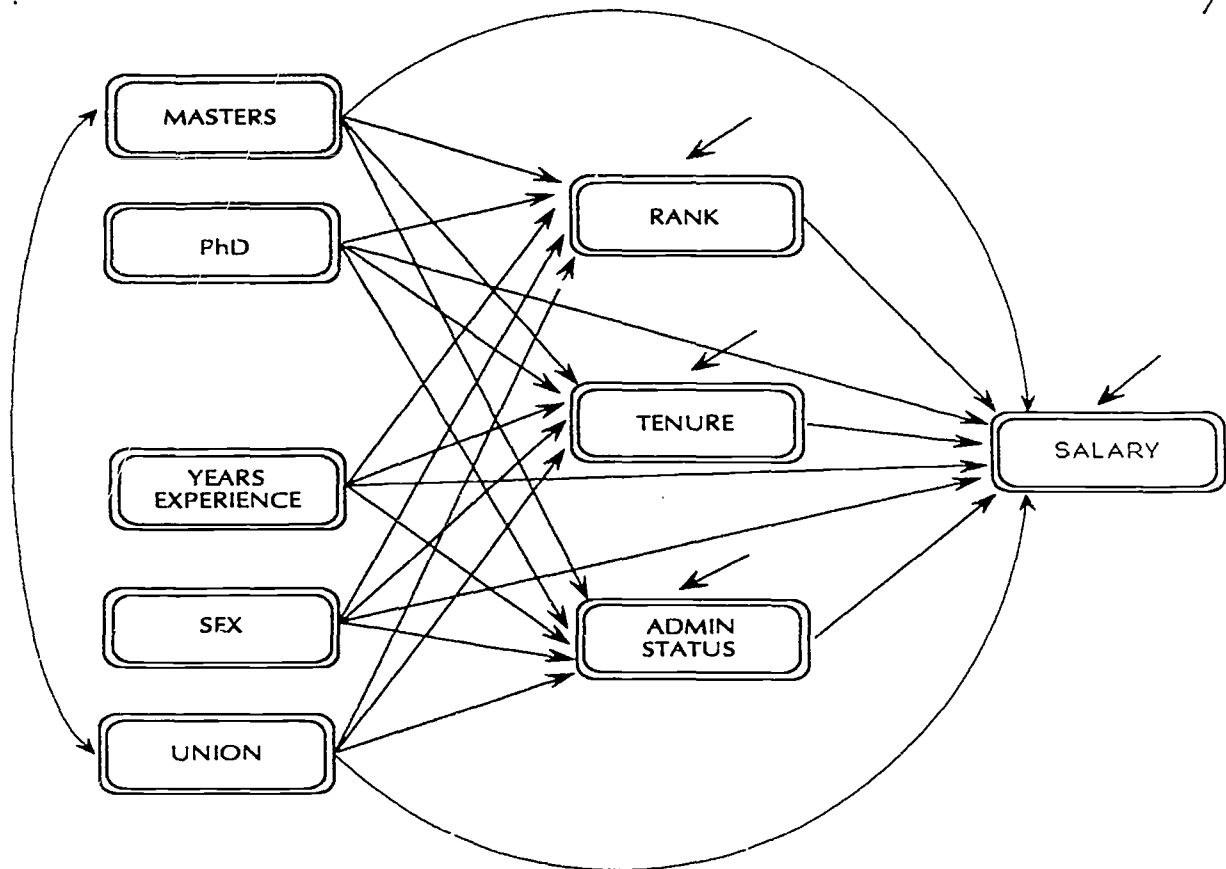 MASTERS
PhD
RANK
TENURE
SALARY
YEARS
EXPERIENCE
SEX
ADMIN
STATUS
UNION